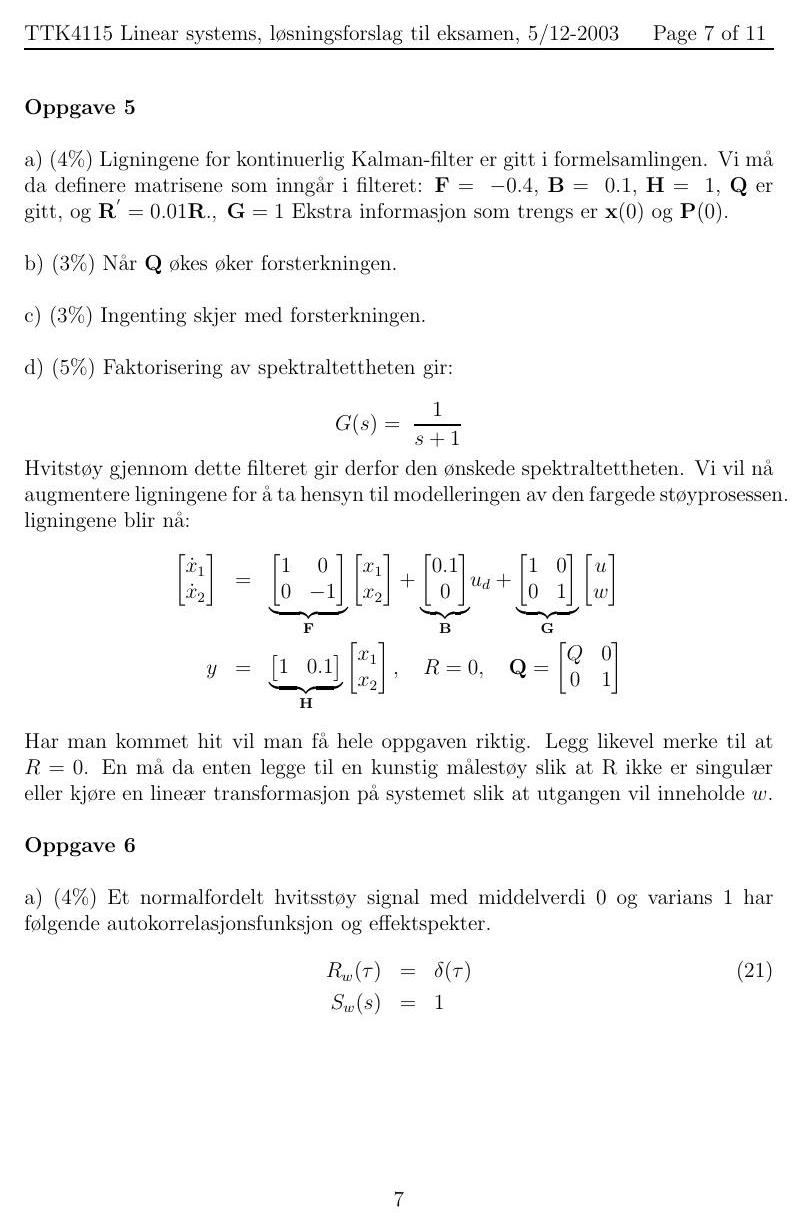 TTK4115 Linear systems, løsningsforslag til eksamen, 5/12-2003 Page 7 of 11
Oppgave 5
a) (4%) Ligningene for kontinuerlig Kalman-filter er gitt i formelsamlingen. Vi må
da definere matrisene som inngår i filteret: F = −0.4, B = 0.1, H = 1, Q er
gitt, og R′ = 0.01R., G = 1 Ekstra informasjon som trengs er x(0) og P(0).
b) (3%) Når Q økes øker forsterkningen.
c) (3%) Ingenting skjer med forsterkningen.
d) (5%) Faktorisering av spektraltettheten gir:
G(s) = 1 / (s + 1)
Hvitstøy gjennom dette filteret gir derfor den ønskede spektraltettheten. Vi vil nå
augmentere ligningene for å ta hensyn til modelleringen av den fargede støyprosessen.
ligningene blir nå:
[ẋ₁; ẋ₂] = [1 0; 0 −1] [x₁; x₂] + [0.1; 0] u_d + [1 0; 0 1] [u; w]
F B G
y = [1 0.1] [x₁; x₂], R = 0, Q = [Q 0; 0 1]
H
Har man kommet hit vil man få hele oppgaven riktig. Legg likevel merke til at
R = 0. En må da enten legge til en kunstig målestøy slik at R ikke er singulær
eller kjøre en lineær transformasjon på systemet slik at utgangen vil inneholde w.
Oppgave 6
a) (4%) Et normalfordelt hvitsstøy signal med middelverdi 0 og varians 1 har
følgende autokorrelasjonsfunksjon og effektspekter.
R_w(τ) = δ(τ) (21)
S_w(s) = 1
7